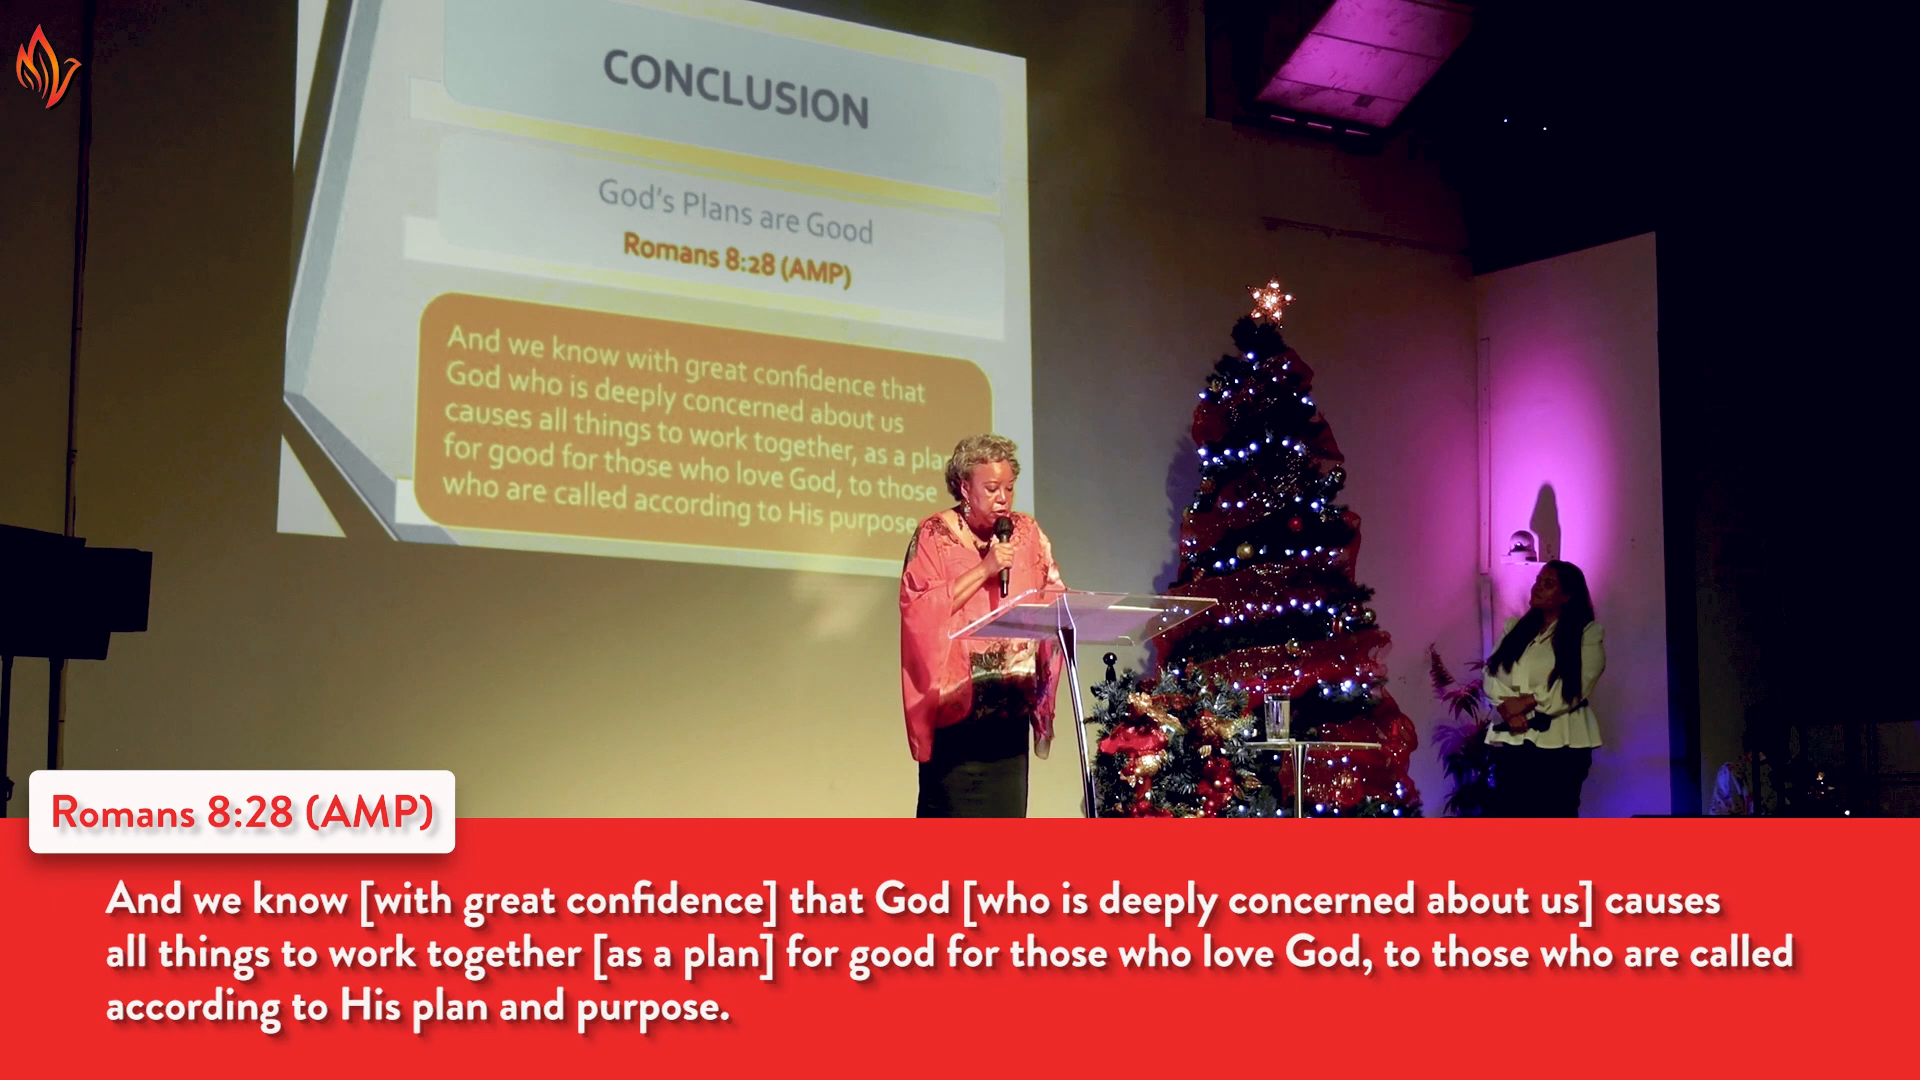 CONCLUSION
God's Plans are Good
Romans 8:28 (AMP)
And we know with great confidence that
God who is deeply concerned about us
causes all things to work together, as a
for good for those who love God, to those
who are called according to His purpose
Romans 8:28 (AMP)
And we know [with great confidence] that God [who is deeply concerned about us] causes
all things to work together [as a plan] for good for those who love God, to those who are called
according to His plan and purpose.